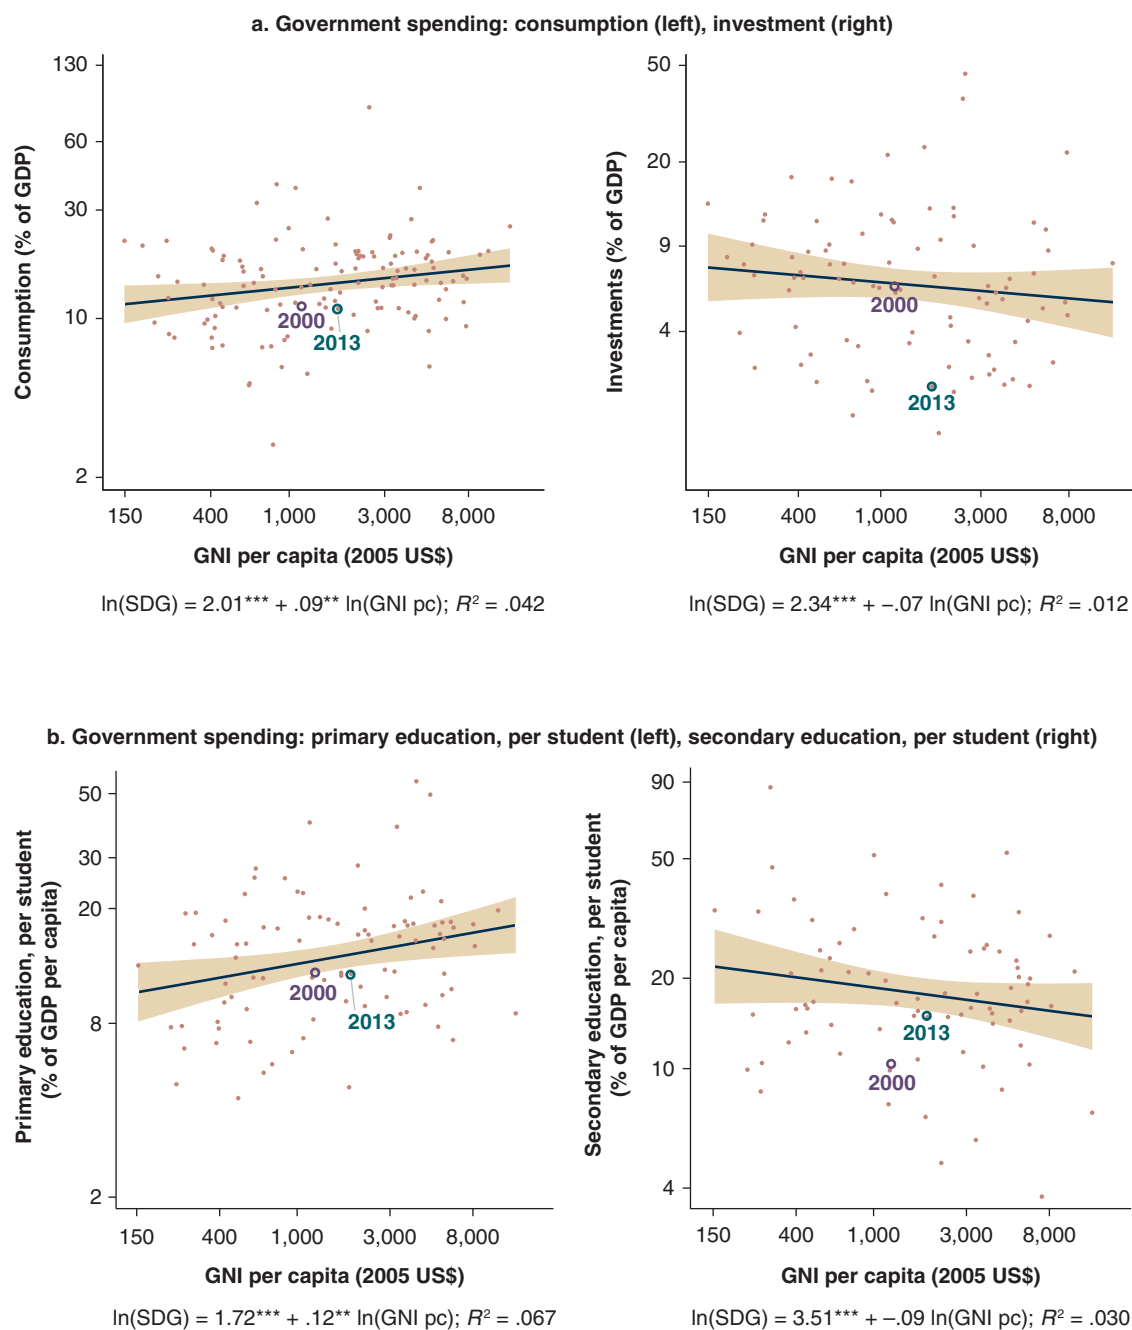 a. Government spending: consumption (left), investment (right)
Consumption (% of GDP)
130
60
30
10
2
2000
2013
150 400 1,000 3,000 8,000
GNI per capita (2005 US$)
ln(SDG) = 2.01*** + .09** ln(GNI pc); R² = .042
Investments (% of GDP)
50
20
9
4
2000
2013
150 400 1,000 3,000 8,000
GNI per capita (2005 US$)
ln(SDG) = 2.34*** + –.07 ln(GNI pc); R² = .012
b. Government spending: primary education, per student (left), secondary education, per student (right)
Primary education, per student
(% of GDP per capita)
50
30
20
8
2
2000
2013
150 400 1,000 3,000 8,000
GNI per capita (2005 US$)
ln(SDG) = 1.72*** + .12** ln(GNI pc); R² = .067
Secondary education, per student
(% of GDP per capita)
90
50
20
10
4
2013
2000
150 400 1,000 3,000 8,000
GNI per capita (2005 US$)
ln(SDG) = 3.51*** + –.09 ln(GNI pc); R² = .030